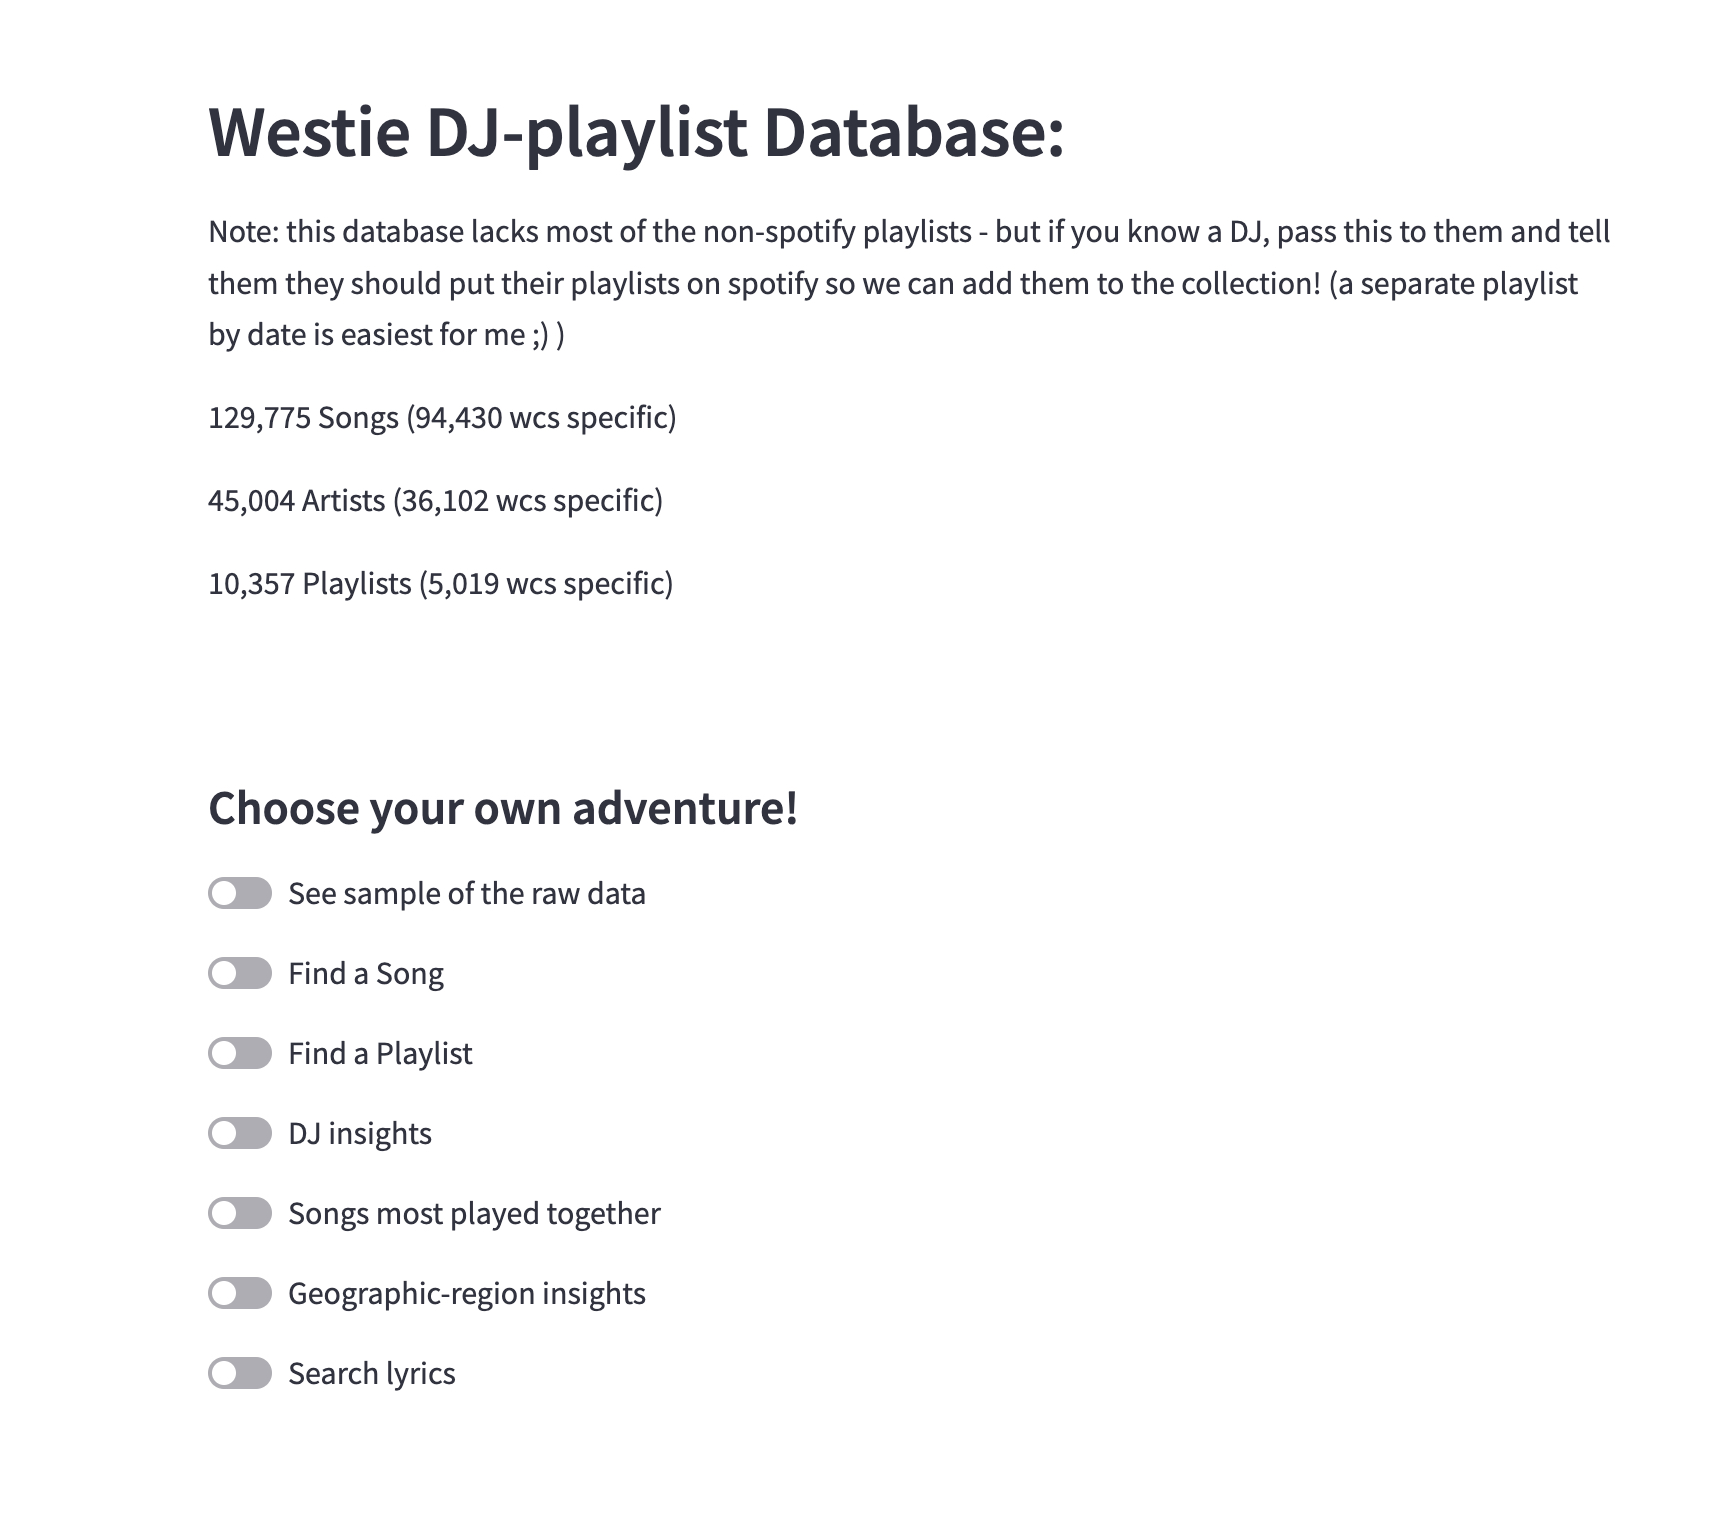 Westie DJ-playlist Database:
Note: this database lacks most of the non-spotify playlists - but if you know a DJ, pass this to them and tell
them they should put their playlists on spotify so we can add them to the collection! (a separate playlist
by date is easiest for me ;) )
129,775 Songs (94,430 wcs specific)
45,004 Artists (36,102 wcs specific)
10,357 Playlists (5,019 wcs specific)
Choose your own adventure!
See sample of the raw data
Find a Song
Find a Playlist
DJ insights
Songs most played together
Geographic-region insights
Search lyrics